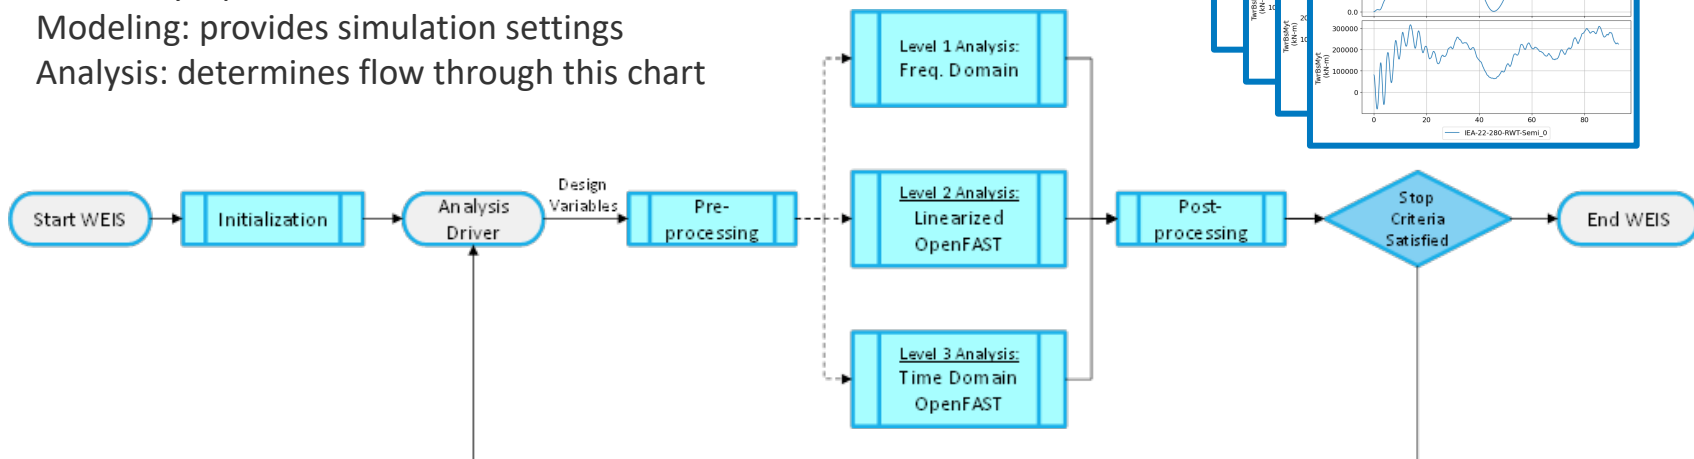 Modeling: provides simulation settings
Analysis: determines flow through this chart
Level 1 Analysis:
Freq. Domain
0.0
TwrBsMyt
(kN-m)
300000
200000
100000
0
0
20
40
60
80
IEA-22-280-RWT-Semi_0
Start WEIS
Initialization
Analysis
Driver
Design
Variables
Pre-
processing
Level 2 Analysis:
Linearized
OpenFAST
Post-
processing
Stop
Criteria
Satisfied
End WEIS
Level 3 Analysis:
Time Domain
OpenFAST